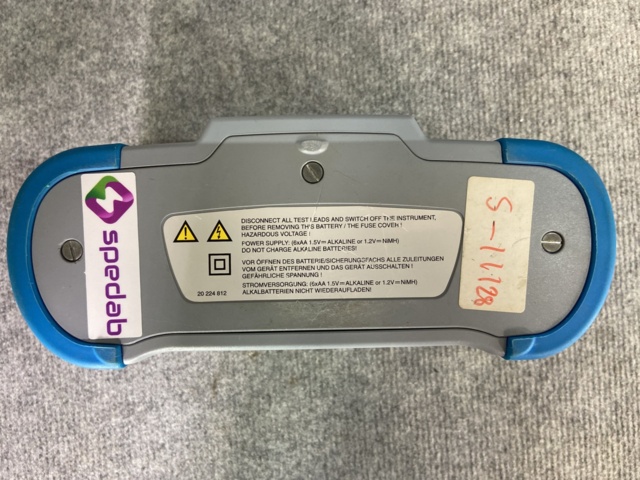 spedab
DISCONNECT ALL TEST LEADS AND SWITCH OFF THE INSTRUMENT,
BEFORE REMOVING THIS BATTERY / THE FUSE COVER !
HAZARDOUS VOLTAGE !
POWER SUPPLY: (6xAA 1.5V⎓ ALKALINE or 1.2V⎓ NiMH)
DO NOT CHARGE ALKALINE BATTERIES!
VOR ÖFFNEN DES BATTERIE/SICHERUNGSFACHS ALLE ZULEITUNGEN
VOM GERÄT ENTFERNEN UND DAS GERÄT AUSSCHALTEN !
GEFÄHRLICHE SPANNUNG !
STROMVERSORGUNG: (6xAA 1.5V⎓ ALKALINE or 1.2V⎓ NiMH)
ALKALBATTERIEN NICHT WIEDERAUFLADEN!
20 224 812